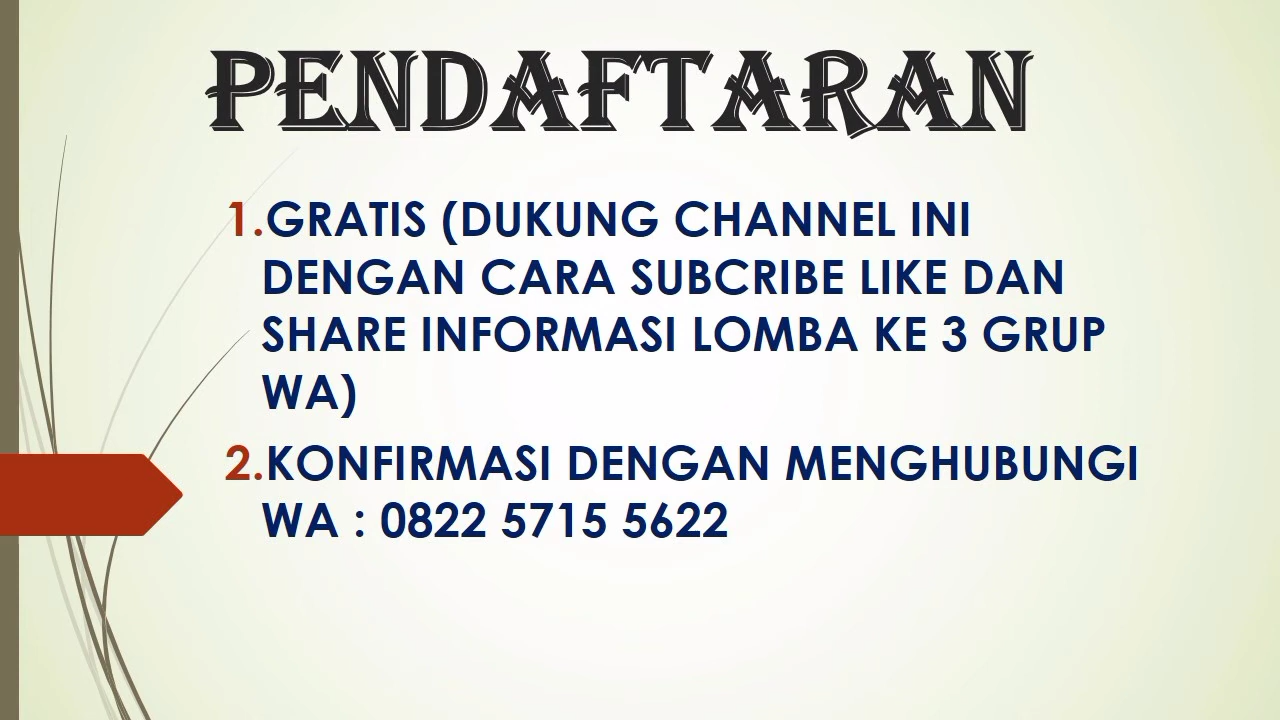 PENDAFTARAN
1.GRATIS (DUKUNG CHANNEL INI
DENGAN CARA SUBCRIBE LIKE DAN
SHARE INFORMASI LOMBA KE 3 GRUP
WA)
2.KONFIRMASI DENGAN MENGHUBUNGI
WA : 0822 5715 5622